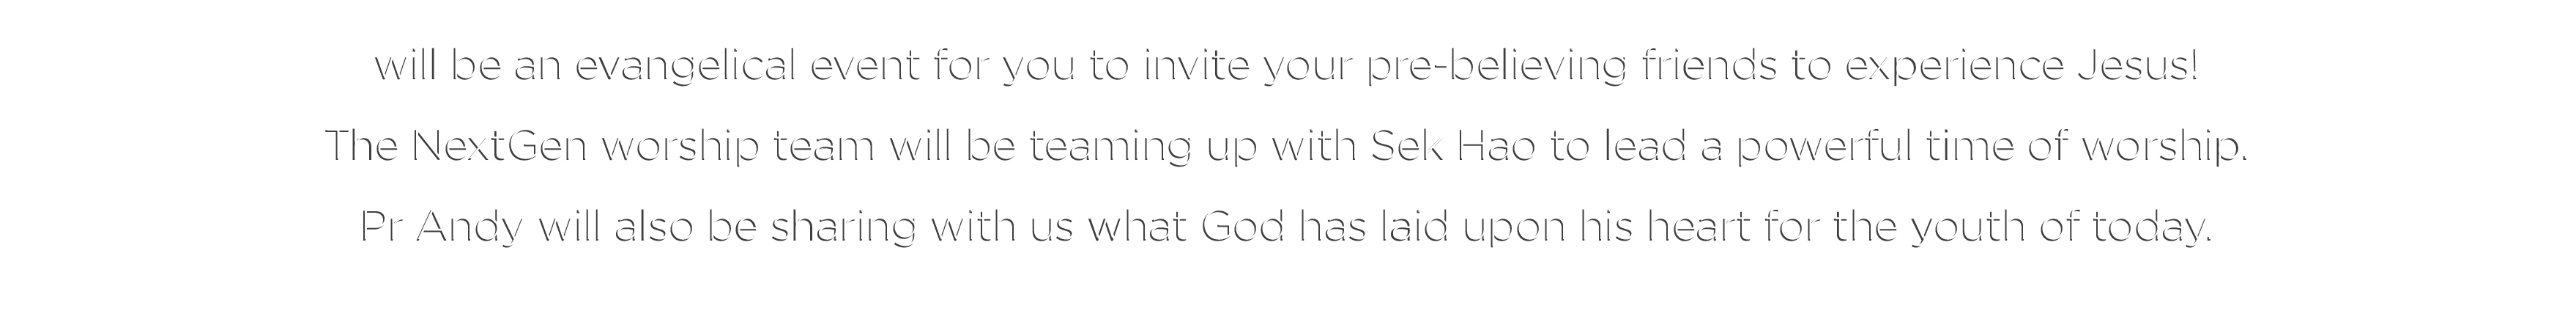 will be an evangelical event for you to invite your pre-believing friends to experience Jesus!
The NextGen worship team will be teaming up with Sek Hao to lead a powerful time of worship.
Pr Andy will also be sharing with us what God has laid upon his heart for the youth of today.